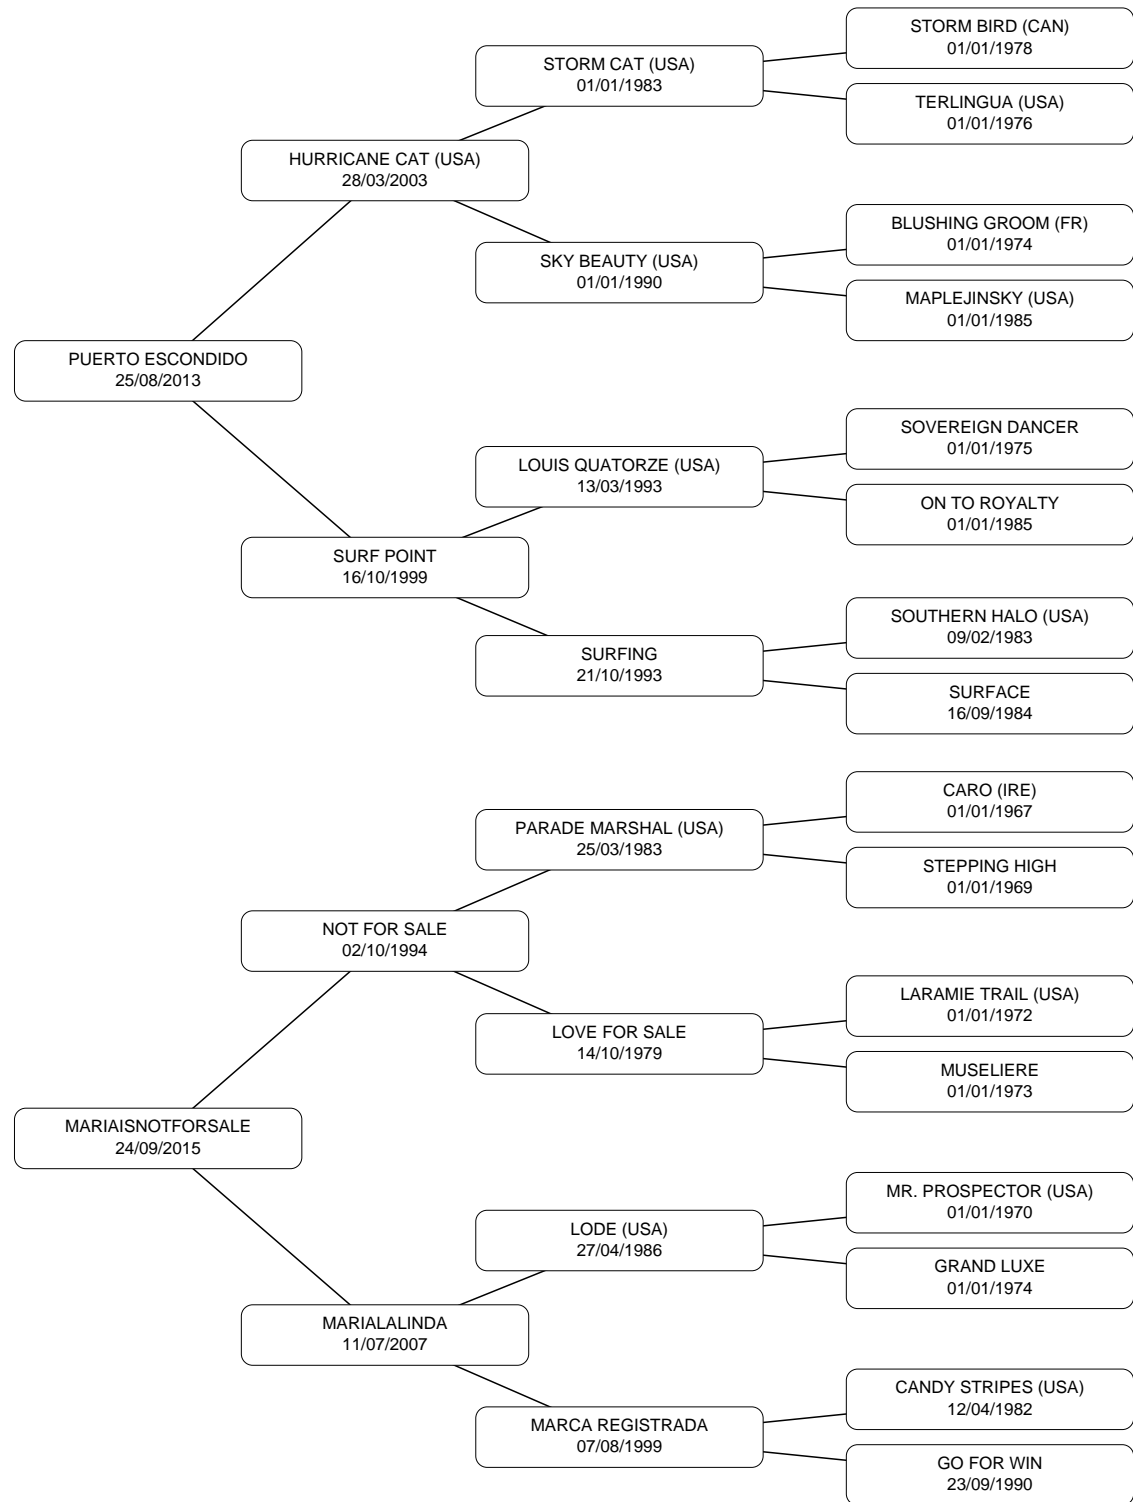 STORM BIRD (CAN)
01/01/1978
STORM CAT (USA)
01/01/1983
TERLINGUA (USA)
01/01/1976
HURRICANE CAT (USA)
28/03/2003
BLUSHING GROOM (FR)
01/01/1974
SKY BEAUTY (USA)
01/01/1990
MAPLEJINSKY (USA)
01/01/1985
PUERTO ESCONDIDO
25/08/2013
SOVEREIGN DANCER
01/01/1975
LOUIS QUATORZE (USA)
13/03/1993
ON TO ROYALTY
01/01/1985
SURF POINT
16/10/1999
SOUTHERN HALO (USA)
09/02/1983
SURFING
21/10/1993
SURFACE
16/09/1984
CARO (IRE)
01/01/1967
PARADE MARSHAL (USA)
25/03/1983
STEPPING HIGH
01/01/1969
NOT FOR SALE
02/10/1994
LARAMIE TRAIL (USA)
01/01/1972
LOVE FOR SALE
14/10/1979
MUSELIERE
01/01/1973
MARIAISNOTFORSALE
24/09/2015
MR. PROSPECTOR (USA)
01/01/1970
LODE (USA)
27/04/1986
GRAND LUXE
01/01/1974
MARIALALINDA
11/07/2007
CANDY STRIPES (USA)
12/04/1982
MARCA REGISTRADA
07/08/1999
GO FOR WIN
23/09/1990